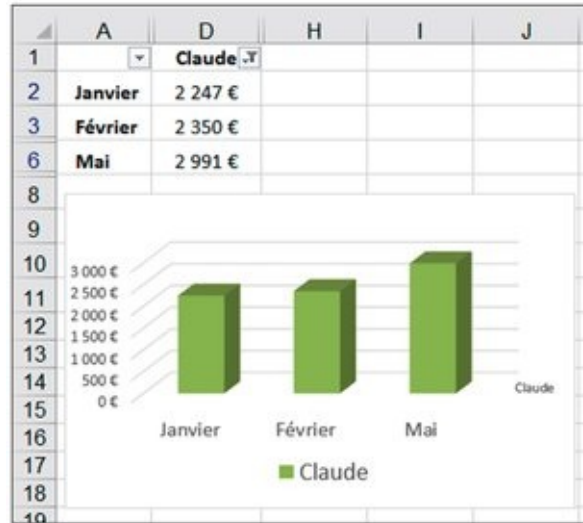 A D H I J
1 Claude
2 Janvier 2 247 €
3 Février 2 350 €
6 Mai 2 991 €
8
9
10
11
12
13
14
15
16
17
18
19
3 000 €
2 500 €
2 000 €
1 500 €
1 000 €
500 €
0 €
Claude
Janvier Février Mai
Claude